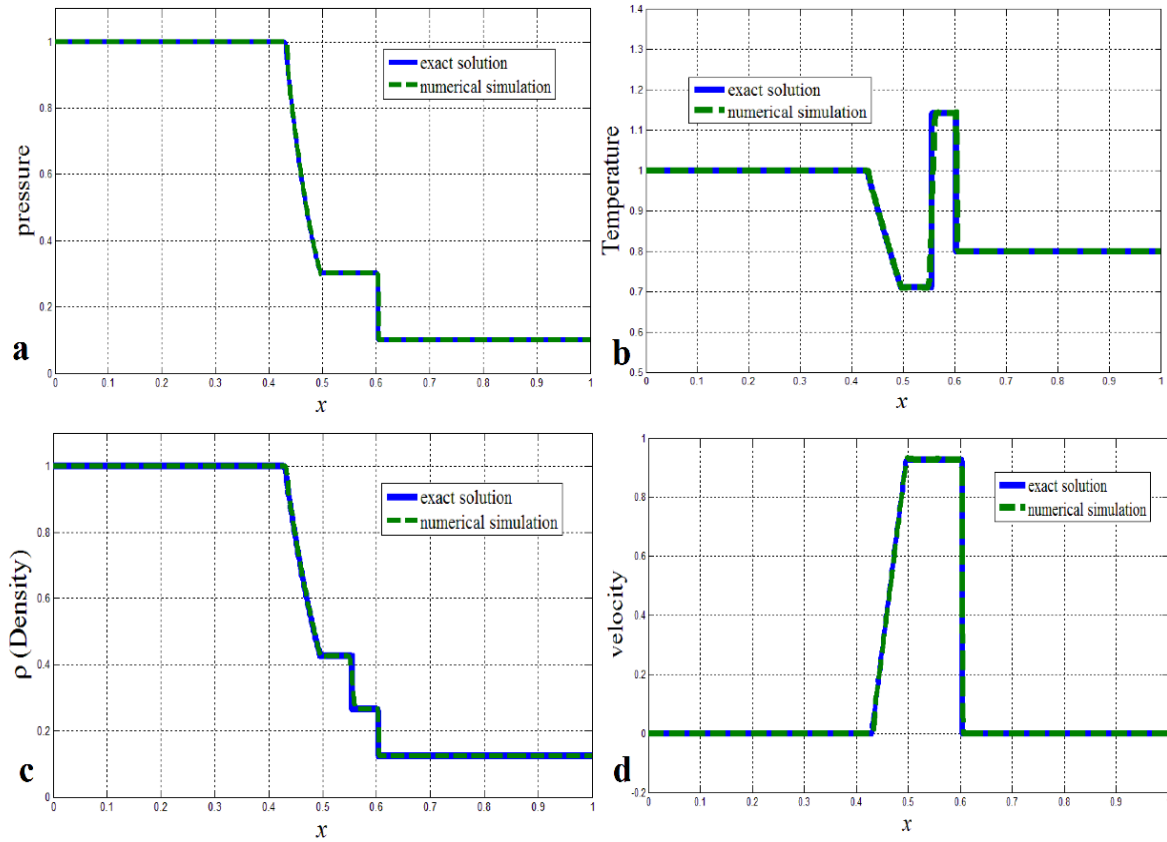 1
0.8
0.6
0.4
0.2
0
pressure
exact solution
numerical simulation
0 0.1 0.2 0.3 0.4 0.5 0.6 0.7 0.8 0.9 1
x
a
1.4
1.3
1.2
1.1
1
0.9
0.8
0.7
0.6
0.5
Temperature
exact solution
numerical simulation
0 0.1 0.2 0.3 0.4 0.5 0.6 0.7 0.8 0.9 1
x
b
1
0.8
0.6
0.4
0.2
0
ρ (Density)
exact solution
numerical simulation
0 0.1 0.2 0.3 0.4 0.5 0.6 0.7 0.8 0.9 1
x
c
1
0.8
0.6
0.4
0.2
0
-0.2
velocity
exact solution
numerical simulation
0 0.1 0.2 0.3 0.4 0.5 0.6 0.7 0.8 0.9
x
d